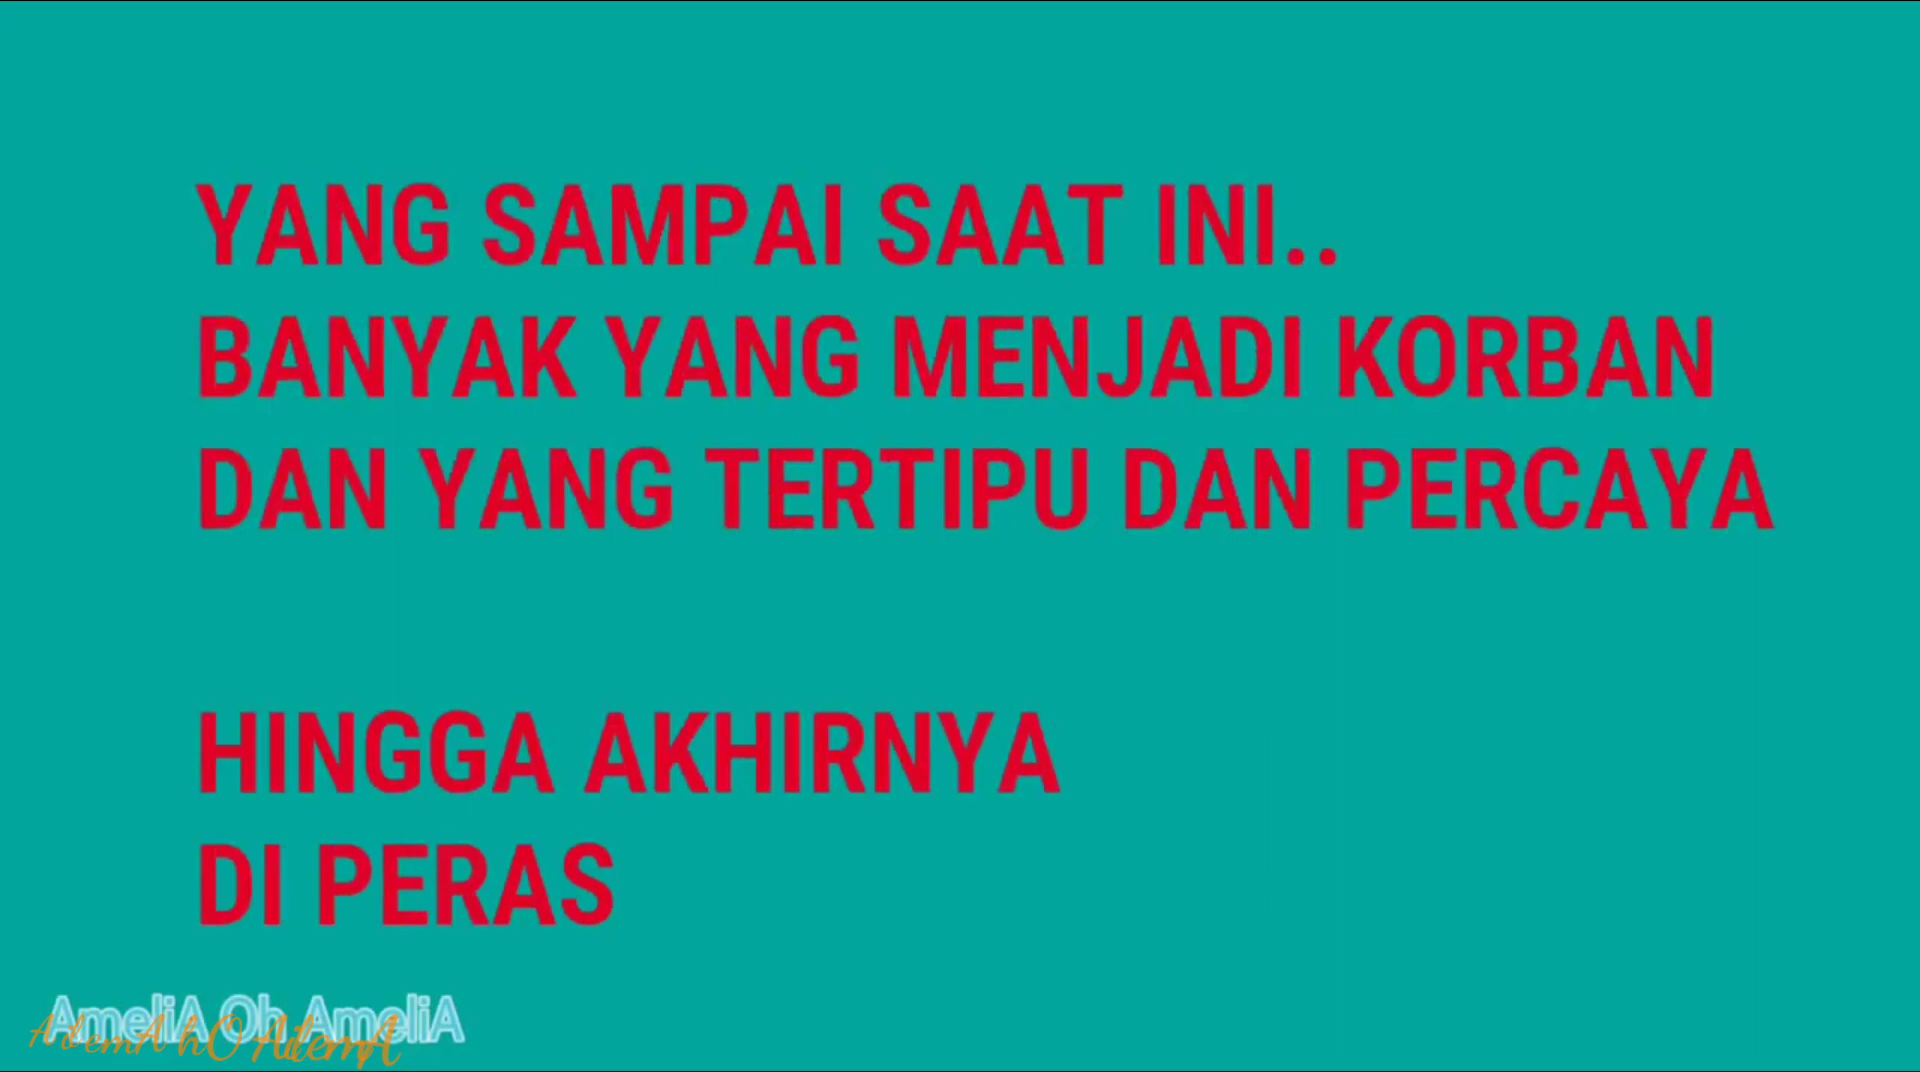 YANG SAMPAI SAAT INI..
BANYAK YANG MENJADI KORBAN
DAN YANG TERTIPU DAN PERCAYA
HINGGA AKHIRNYA
DI PERAS
AmeliA Oh AmeliA